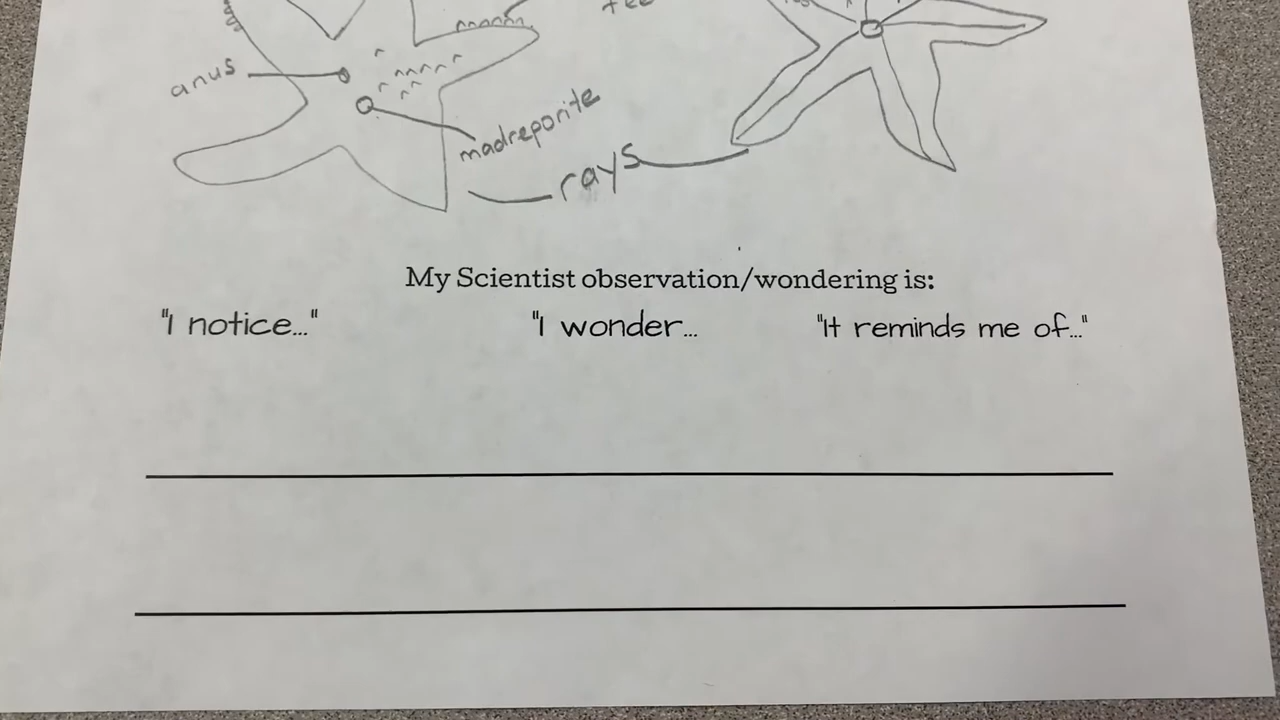 anus
madreporite
rays
My Scientist observation/wondering is:
"I notice..." "I wonder... "It reminds me of..."